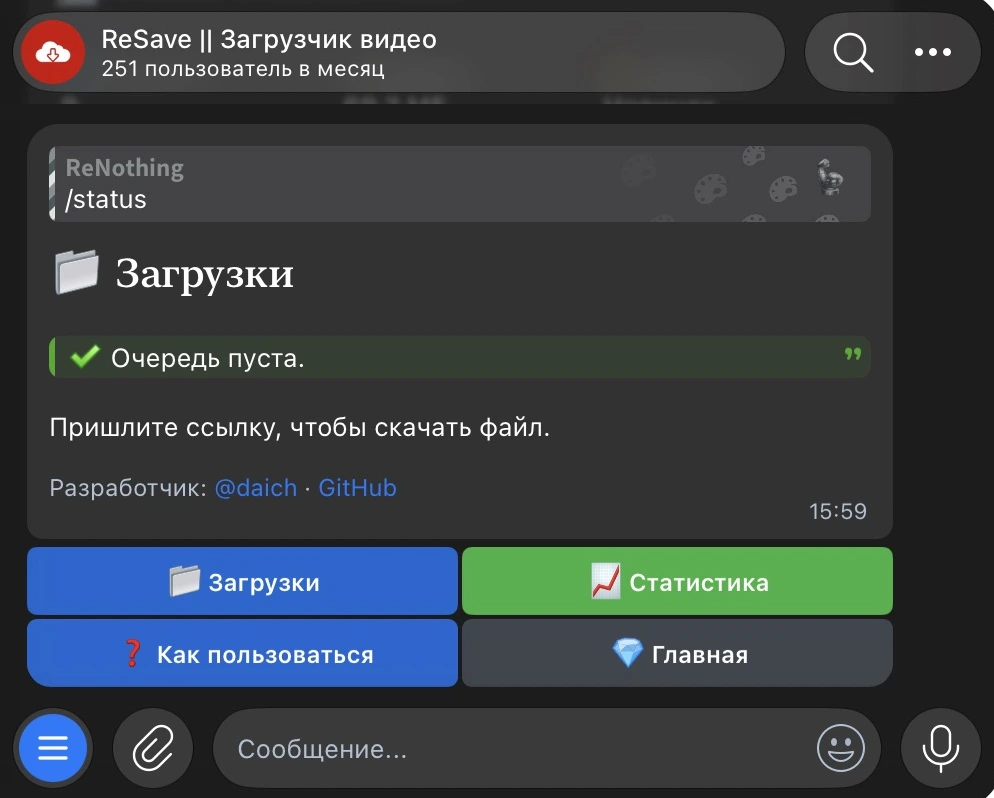 ReSave || Загрузчик видео
251 пользователь в месяц
ReNothing
/status
Загрузки
Очередь пуста.
Пришлите ссылку, чтобы скачать файл.
Разработчик: @daich · GitHub
15:59
Загрузки
Статистика
Как пользоваться
Главная
Сообщение...